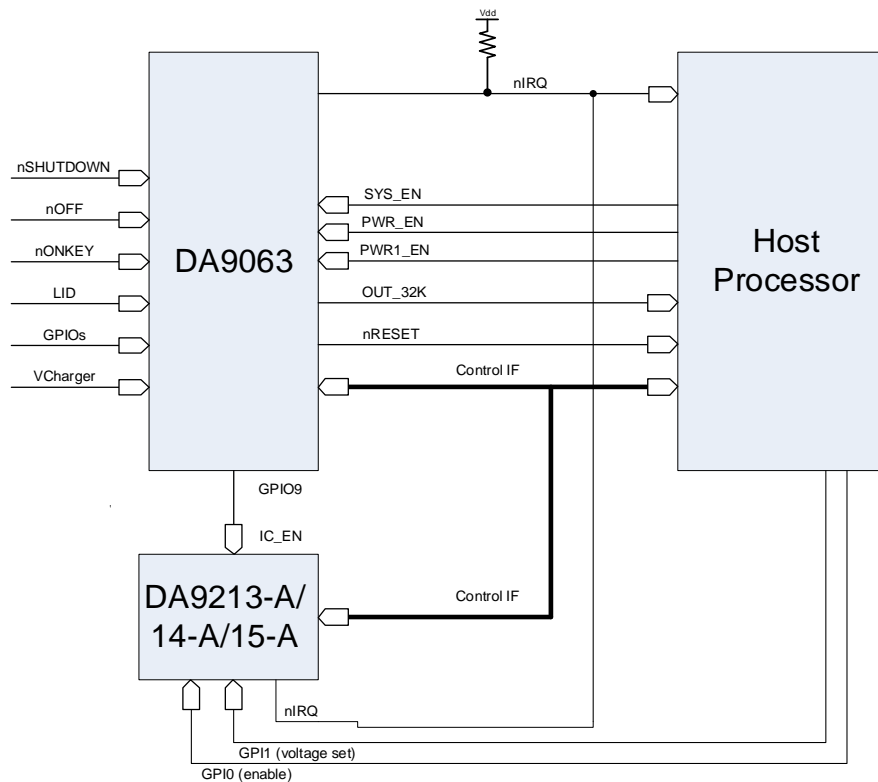 Vdd
nIRQ
nSHUTDOWN
nOFF
nONKEY
LID
GPIOs
VCharger
DA9063
SYS_EN
PWR_EN
PWR1_EN
OUT_32K
nRESET
Control IF
Host
Processor
GPIO9
IC_EN
DA9213-A/
14-A/15-A
Control IF
nIRQ
GPI1 (voltage set)
GPI0 (enable)